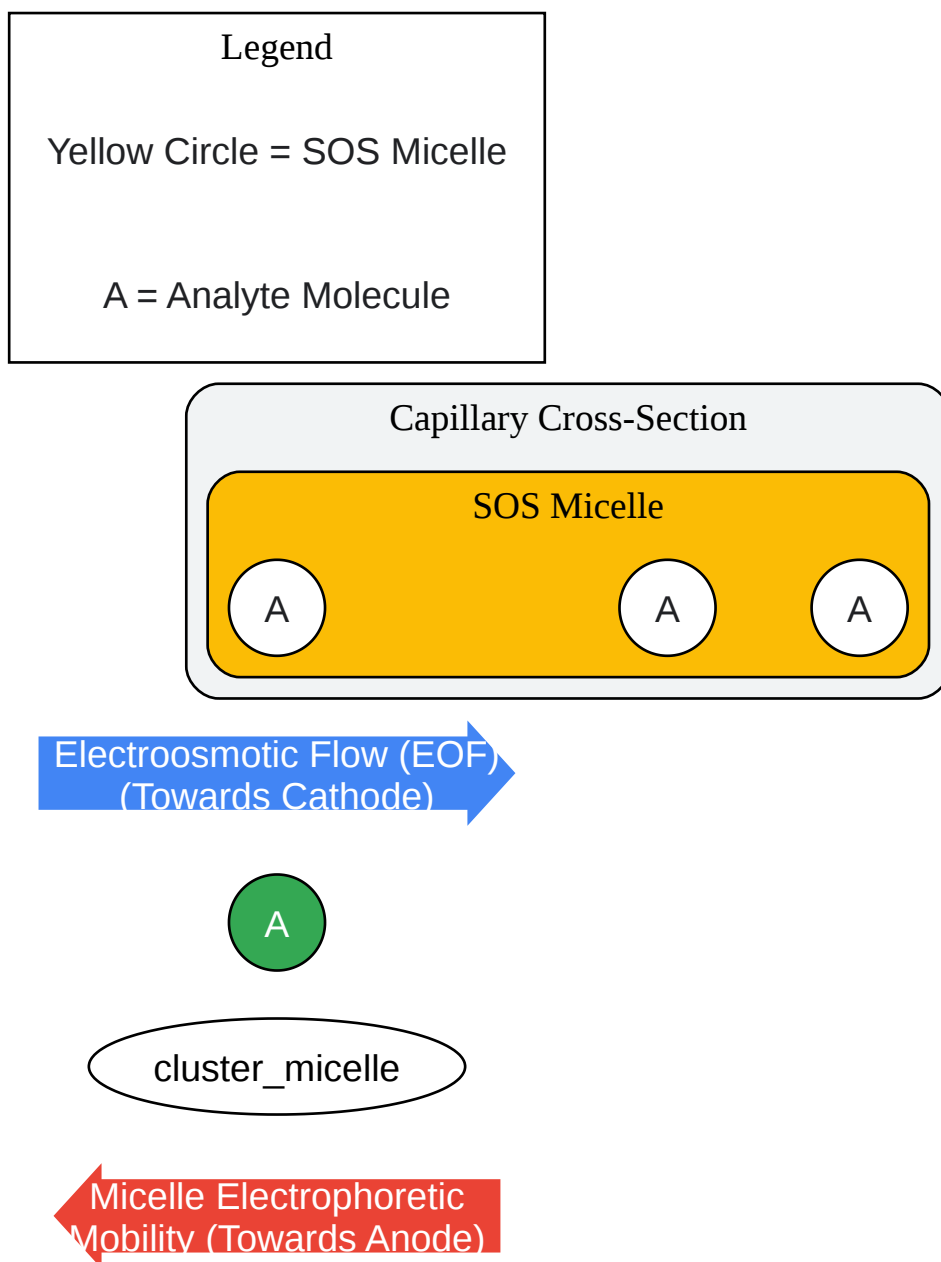 Legend
Yellow Circle = SOS Micelle
A = Analyte Molecule
Capillary Cross-Section
SOS Micelle
A
A
A
Electroosmotic Flow (EOF)
(Towards Cathode)
A
cluster_micelle
Micelle Electrophoretic
Mobility (Towards Anode)